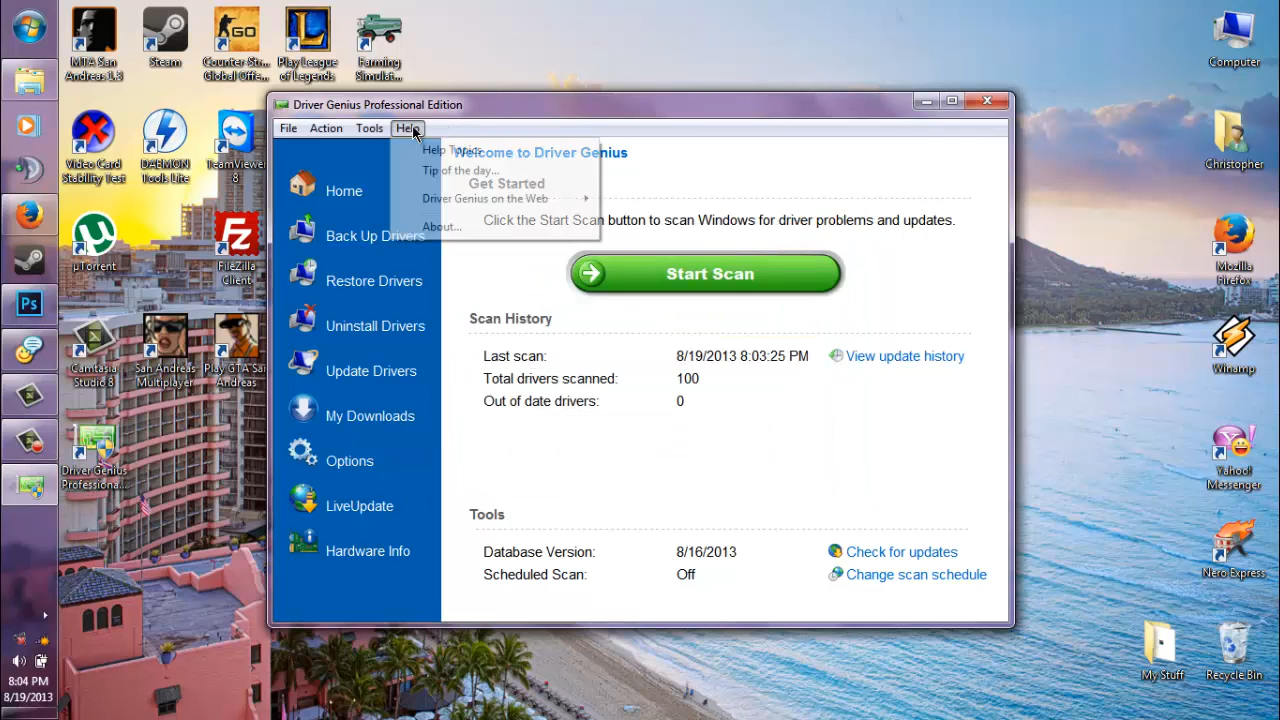 MTA San
Andreas 1.3
Steam
Counter-Str...
Global Offe...
Play League
of Legends
Farming
Simulat...
Computer
Video Card
Stability Test
DAEMON
Tools Lite
TeamViewer
8
Christopher
µTorrent
FileZilla
Client
Mozilla
Firefox
Camtasia
Studio 8
San Andreas
Multiplayer
Play GTA San
Andreas
Winamp
Driver Genius
Professiona...
Yahoo!
Messenger
Nero Express
My Stuff
Recycle Bin
Ps
GO
L
Driver Genius Professional Edition
File Action Tools Help
Help Topics
Tip of the day...
Driver Genius on the Web
About...
Home
Back Up Drivers
Restore Drivers
Uninstall Drivers
Update Drivers
My Downloads
Options
LiveUpdate
Hardware Info
Welcome to Driver Genius
Get Started
Click the Start Scan button to scan Windows for driver problems and updates.
Start Scan
Scan History
Last scan: 8/19/2013 8:03:25 PM View update history
Total drivers scanned: 100
Out of date drivers: 0
Tools
Database Version: 8/16/2013 Check for updates
Scheduled Scan: Off Change scan schedule
8:04 PM
8/19/2013